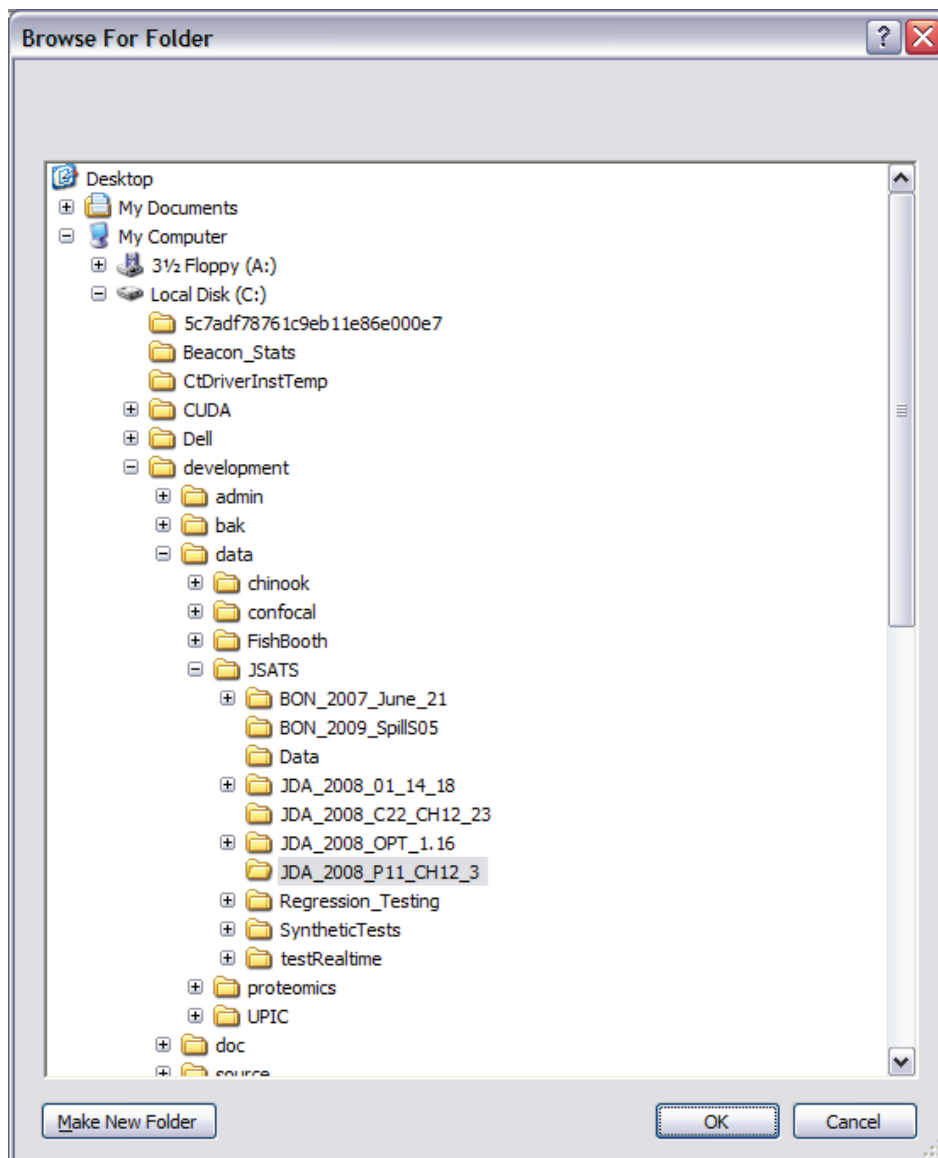 Browse For Folder
Desktop
My Documents
My Computer
3½ Floppy (A:)
Local Disk (C:)
5c7adf78761c9eb11e86e000e7
Beacon_Stats
CtDriverInstTemp
CUDA
Dell
development
admin
bak
data
chinook
confocal
FishBooth
JSATS
BON_2007_June_21
BON_2009_SpillS05
Data
JDA_2008_01_14_18
JDA_2008_C22_CH12_23
JDA_2008_OPT_1.16
JDA_2008_P11_CH12_3
Regression_Testing
SyntheticTests
testRealtime
proteomics
UPIC
doc
source
Make New Folder OK Cancel